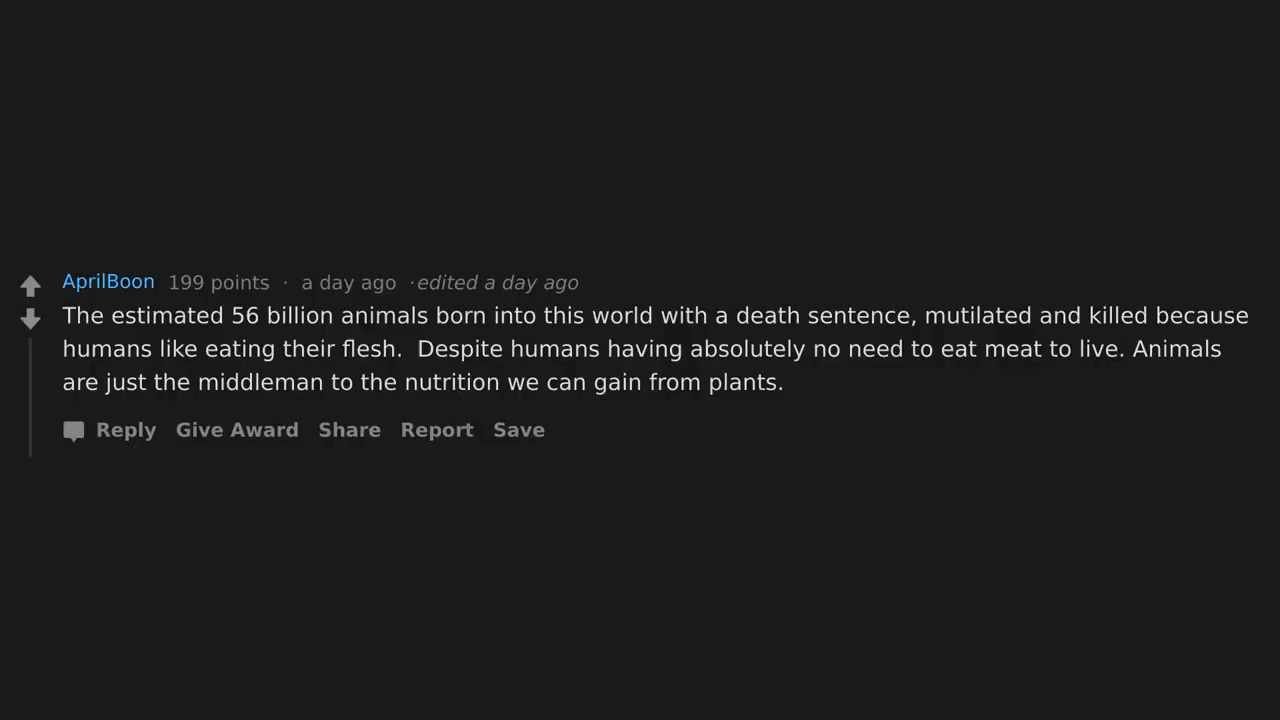 AprilBoon 199 points · a day ago ·edited a day ago
The estimated 56 billion animals born into this world with a death sentence, mutilated and killed because
humans like eating their flesh.  Despite humans having absolutely no need to eat meat to live. Animals
are just the middleman to the nutrition we can gain from plants.
Reply Give Award Share Report Save